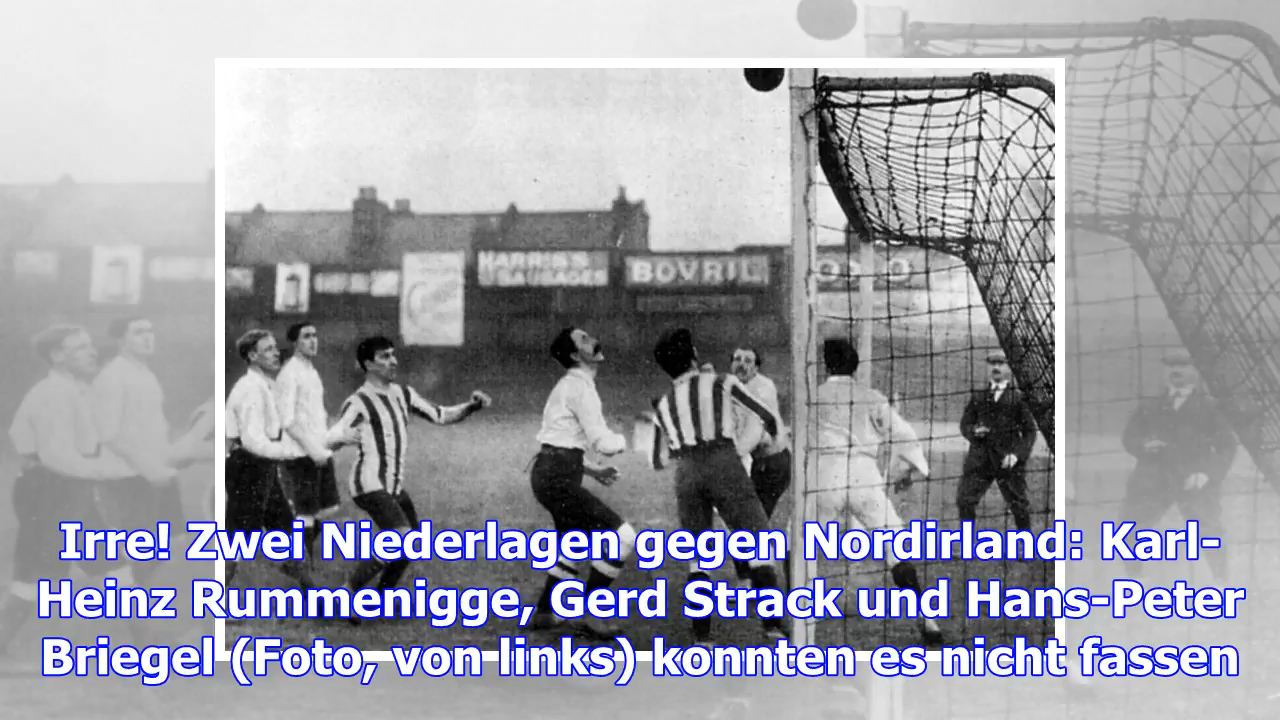 HARRIS'S
SAUSAGES
BOVRIL
OXO
Irre! Zwei Niederlagen gegen Nordirland: Karl-
Heinz Rummenigge, Gerd Strack und Hans-Peter
Briegel (Foto, von links) konnten es nicht fassen